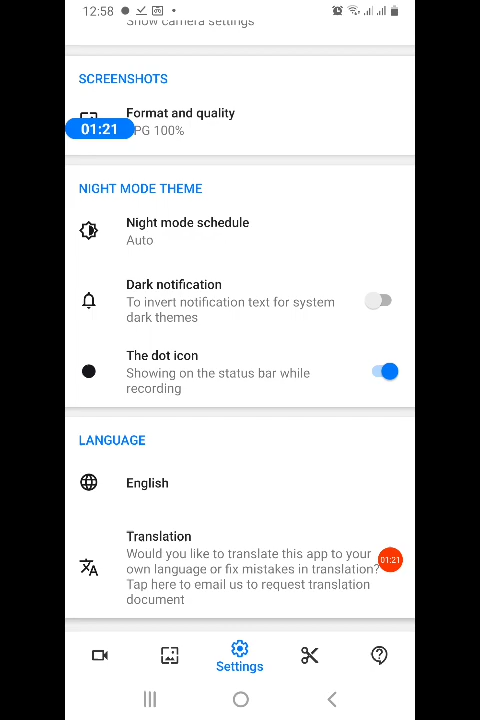 12:58
Show camera settings
SCREENSHOTS
Format and quality
PG 100%
01:21
NIGHT MODE THEME
Night mode schedule
Auto
Dark notification
To invert notification text for system
dark themes
The dot icon
Showing on the status bar while
recording
LANGUAGE
English
Translation
Would you like to translate this app to your
own language or fix mistakes in translation?
01:21
Tap here to email us to request translation
document
Settings